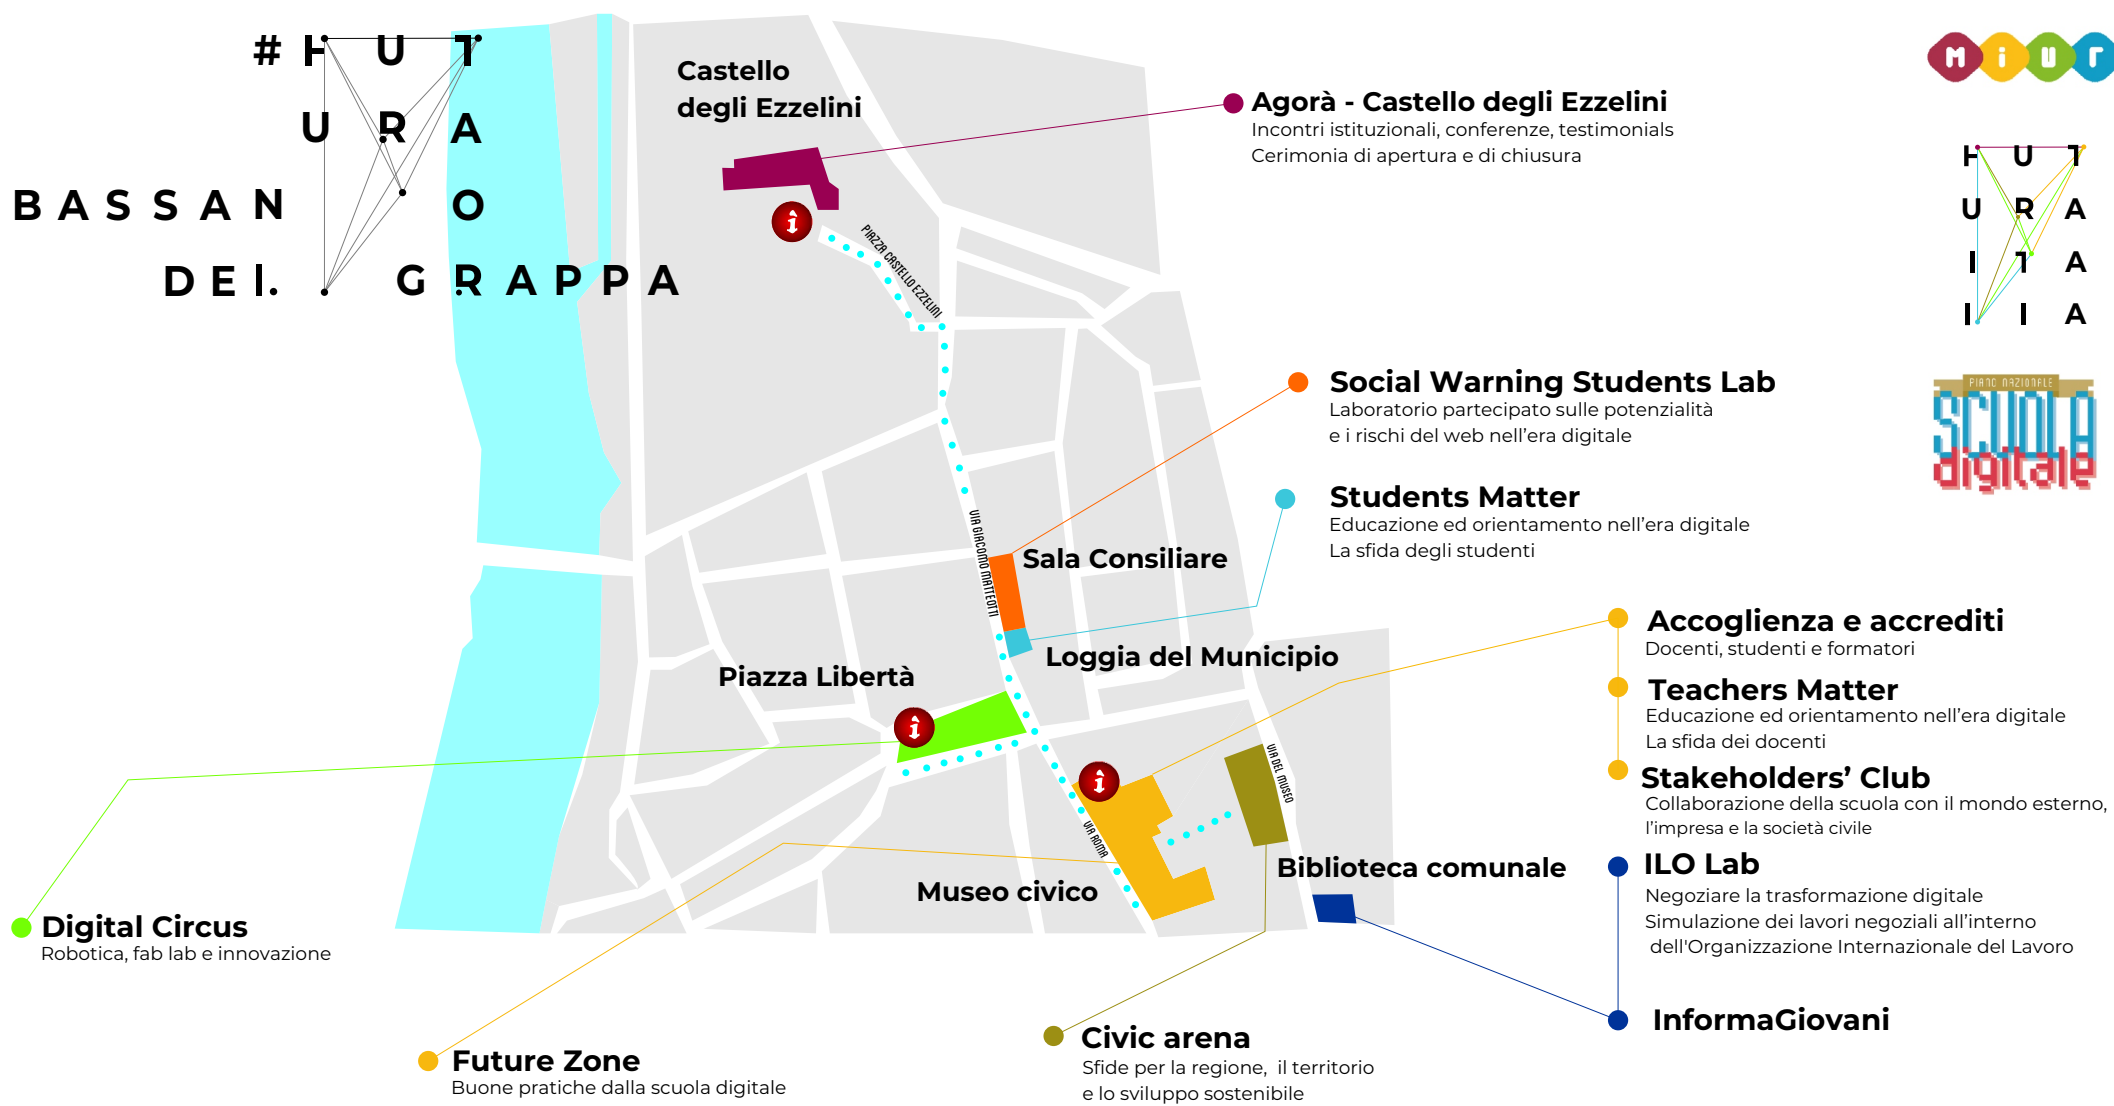 # H U T
U R A
B A S S A N O
D E l. G R A P P A
Castello
degli Ezzelini
PIAZZA CASTELLO EZZELINI
Agorà - Castello degli Ezzelini
Incontri istituzionali, conferenze, testimonials
Cerimonia di apertura e di chiusura
Miur
H U T
U R A
I T A
I I A
PIANO NAZIONALE
SCUOLA
digitale
Social Warning Students Lab
Laboratorio partecipato sulle potenzialità
e i rischi del web nell'era digitale
Students Matter
Educazione ed orientamento nell'era digitale
La sfida degli studenti
VIA GIACOMO MATTEOTTI
Sala Consiliare
Loggia del Municipio
Piazza Libertà
Accoglienza e accrediti
Docenti, studenti e formatori
Teachers Matter
Educazione ed orientamento nell'era digitale
La sfida dei docenti
Stakeholders' Club
Collaborazione della scuola con il mondo esterno,
l'impresa e la società civile
VIA DEL MUSEO
VIA ROMA
Museo civico
Biblioteca comunale
ILO Lab
Negoziare la trasformazione digitale
Simulazione dei lavori negoziali all'interno
dell'Organizzazione Internazionale del Lavoro
InformaGiovani
Digital Circus
Robotica, fab lab e innovazione
Future Zone
Buone pratiche dalla scuola digitale
Civic arena
Sfide per la regione, il territorio
e lo sviluppo sostenibile